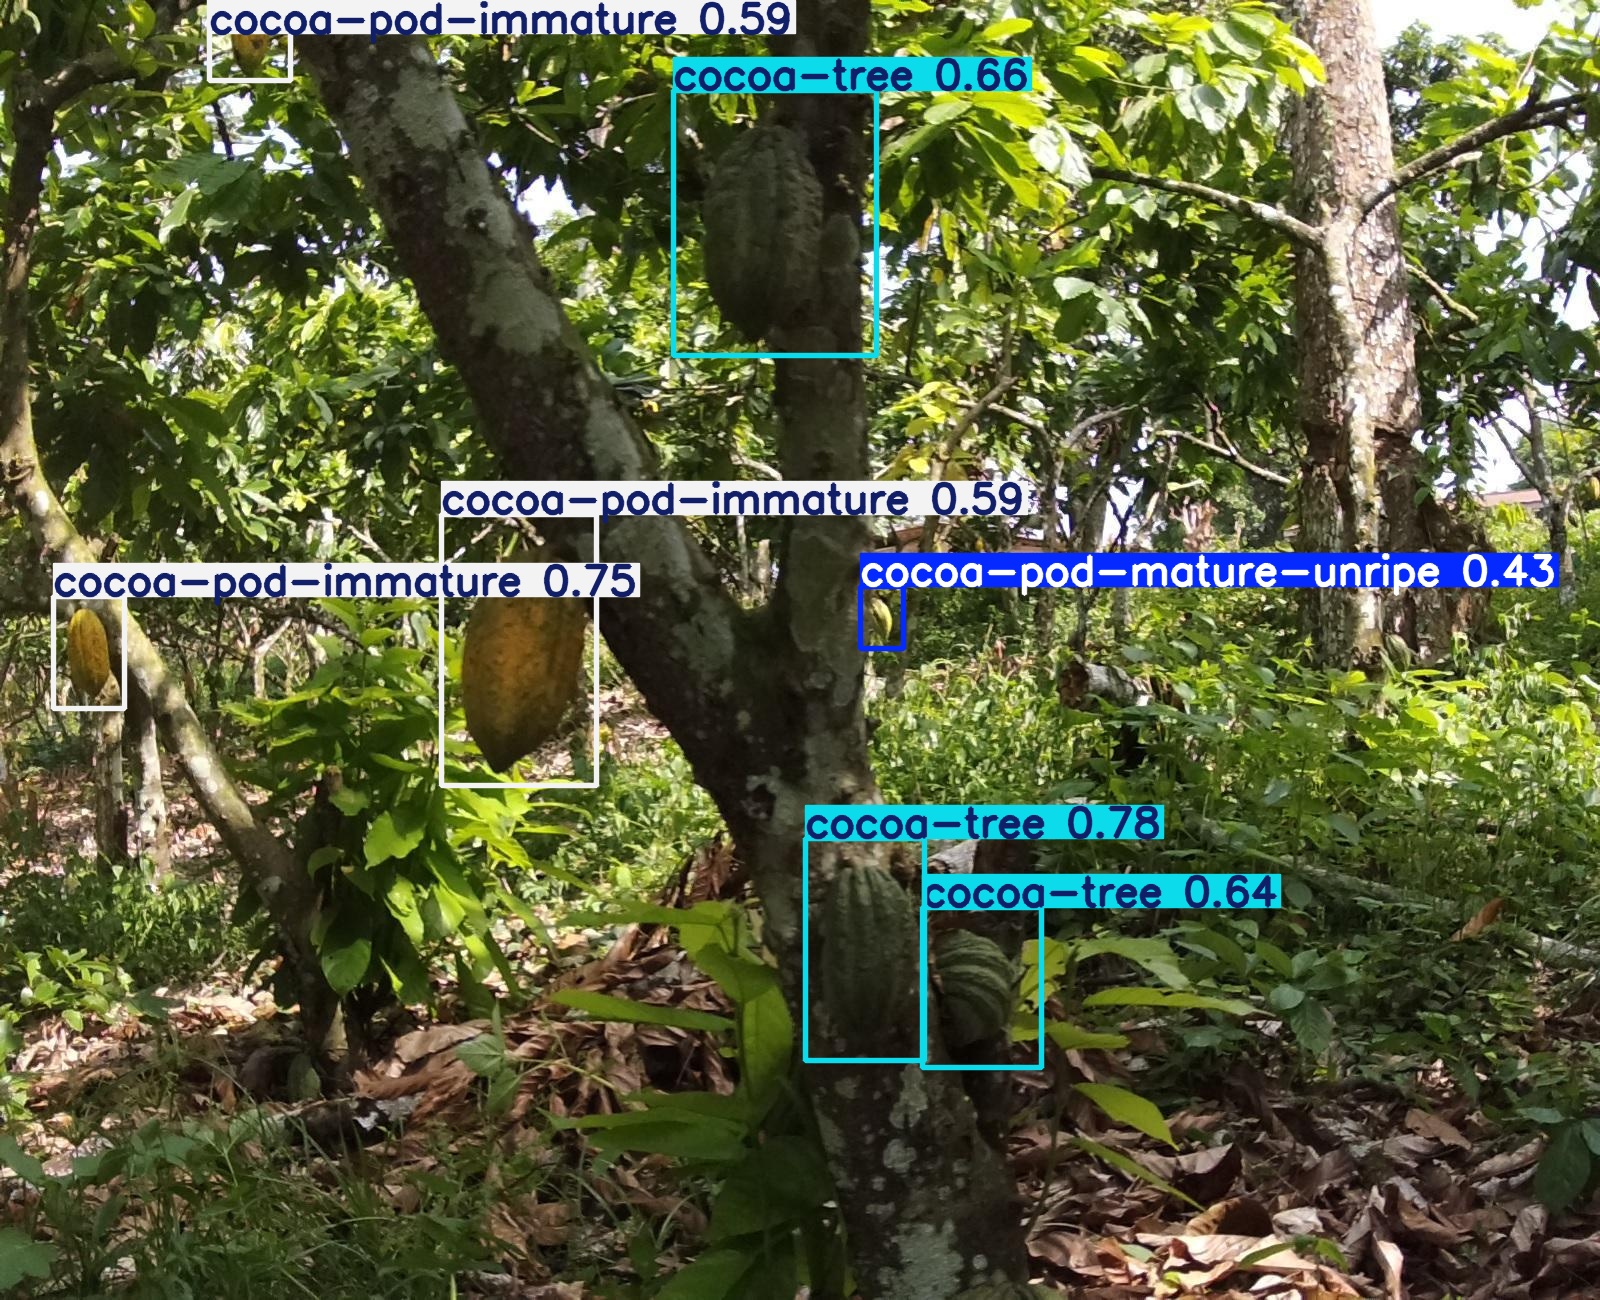 cocoa-pod-immature 0.59
cocoa-tree 0.66
cocoa-pod-immature 0.59
cocoa-pod-mature-unripe 0.43
cocoa-pod-immature 0.75
cocoa-tree 0.78
cocoa-tree 0.64